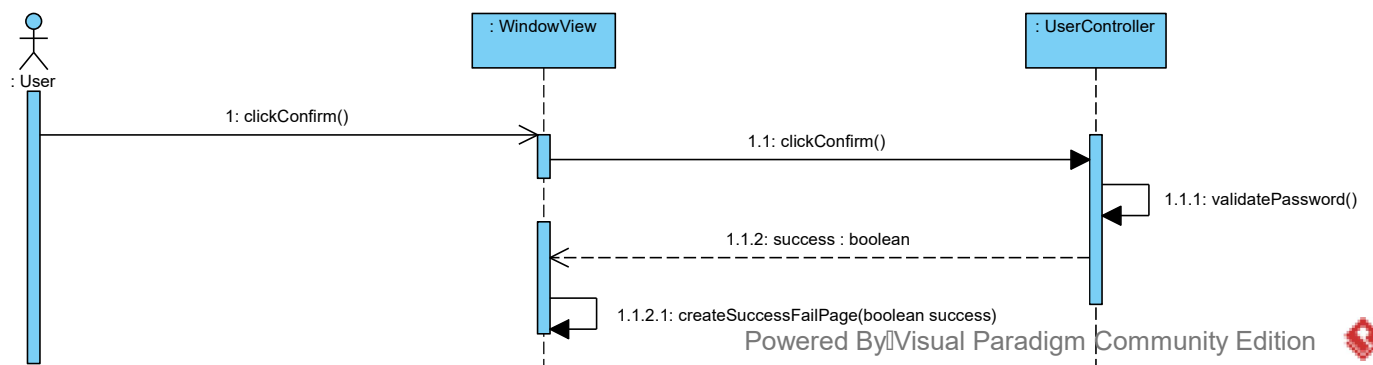 : User
: WindowView
: UserController
1: clickConfirm()
1.1: clickConfirm()
1.1.1: validatePassword()
1.1.2: success : boolean
1.1.2.1: createSuccessFailPage(boolean success)
Powered By Visual Paradigm Community Edition